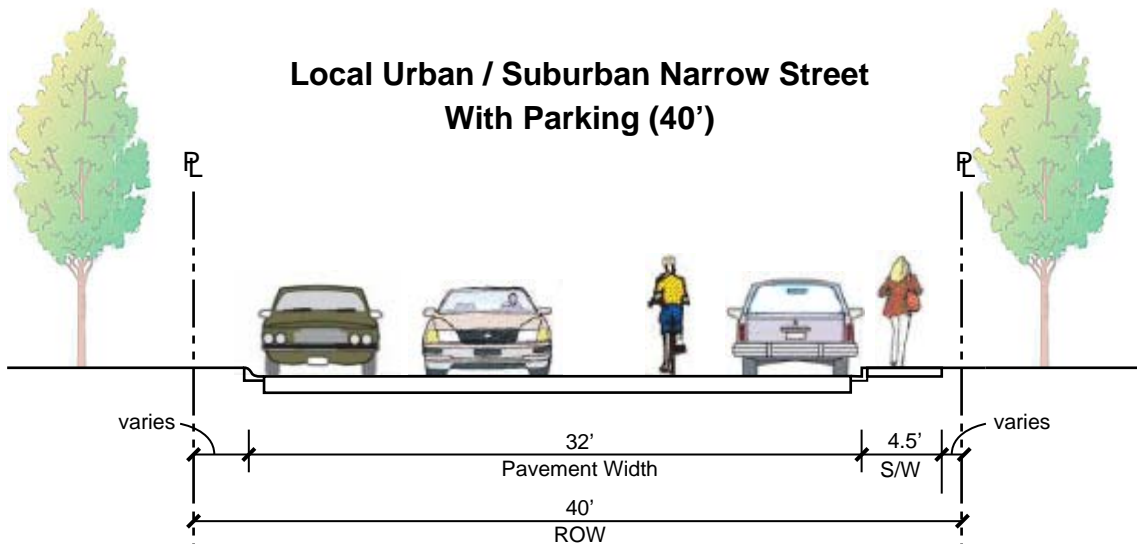 Local Urban / Suburban Narrow Street
With Parking (40’)
PL
PL
varies
varies
32’
Pavement Width
4.5’
S/W
40’
ROW